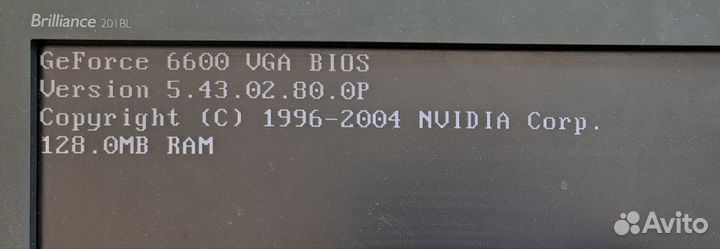 Brilliance 201BL
GeForce 6600 VGA BIOS
Version 5.43.02.80.0P
Copyright (C) 1996-2004 NVIDIA Corp.
128.0MB RAM
Avito